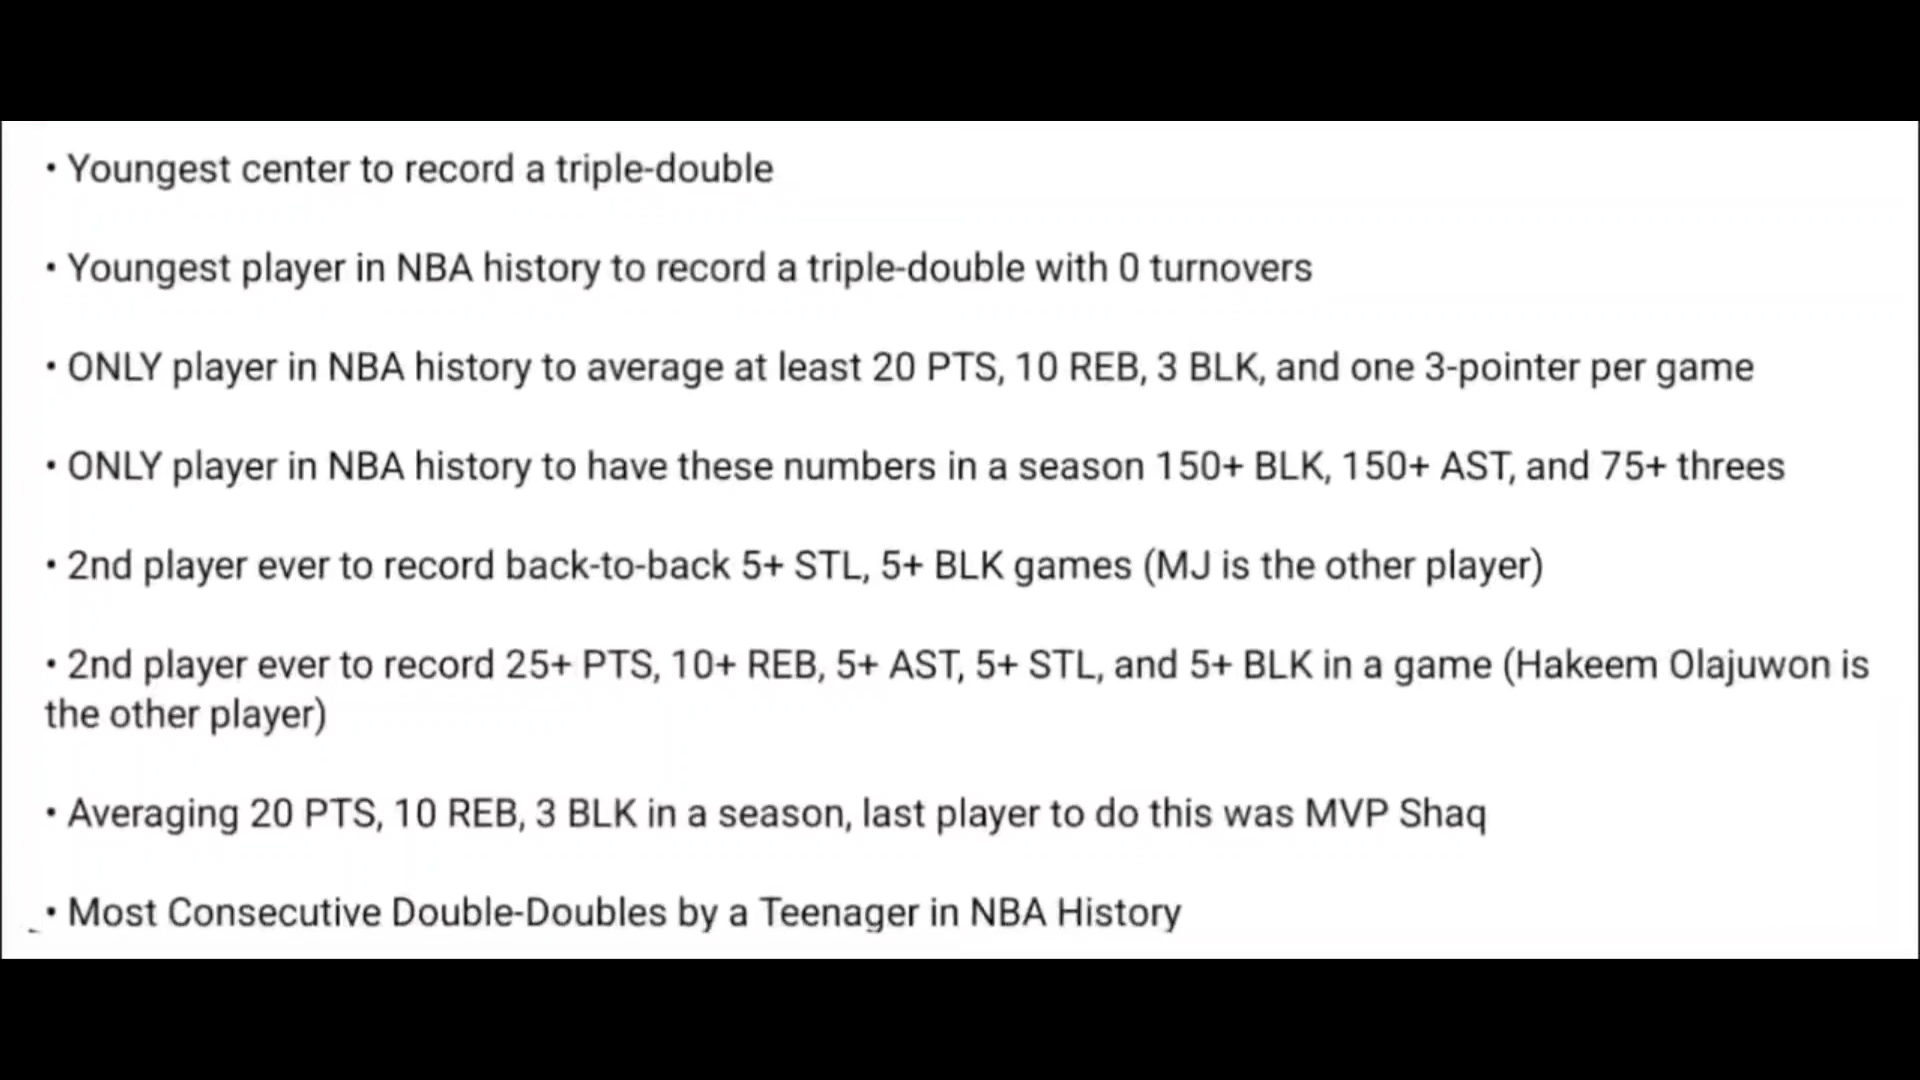 • Youngest center to record a triple-double
• Youngest player in NBA history to record a triple-double with 0 turnovers
• ONLY player in NBA history to average at least 20 PTS, 10 REB, 3 BLK, and one 3-pointer per game
• ONLY player in NBA history to have these numbers in a season 150+ BLK, 150+ AST, and 75+ threes
• 2nd player ever to record back-to-back 5+ STL, 5+ BLK games (MJ is the other player)
• 2nd player ever to record 25+ PTS, 10+ REB, 5+ AST, 5+ STL, and 5+ BLK in a game (Hakeem Olajuwon is
the other player)
• Averaging 20 PTS, 10 REB, 3 BLK in a season, last player to do this was MVP Shaq
• Most Consecutive Double-Doubles by a Teenager in NBA History